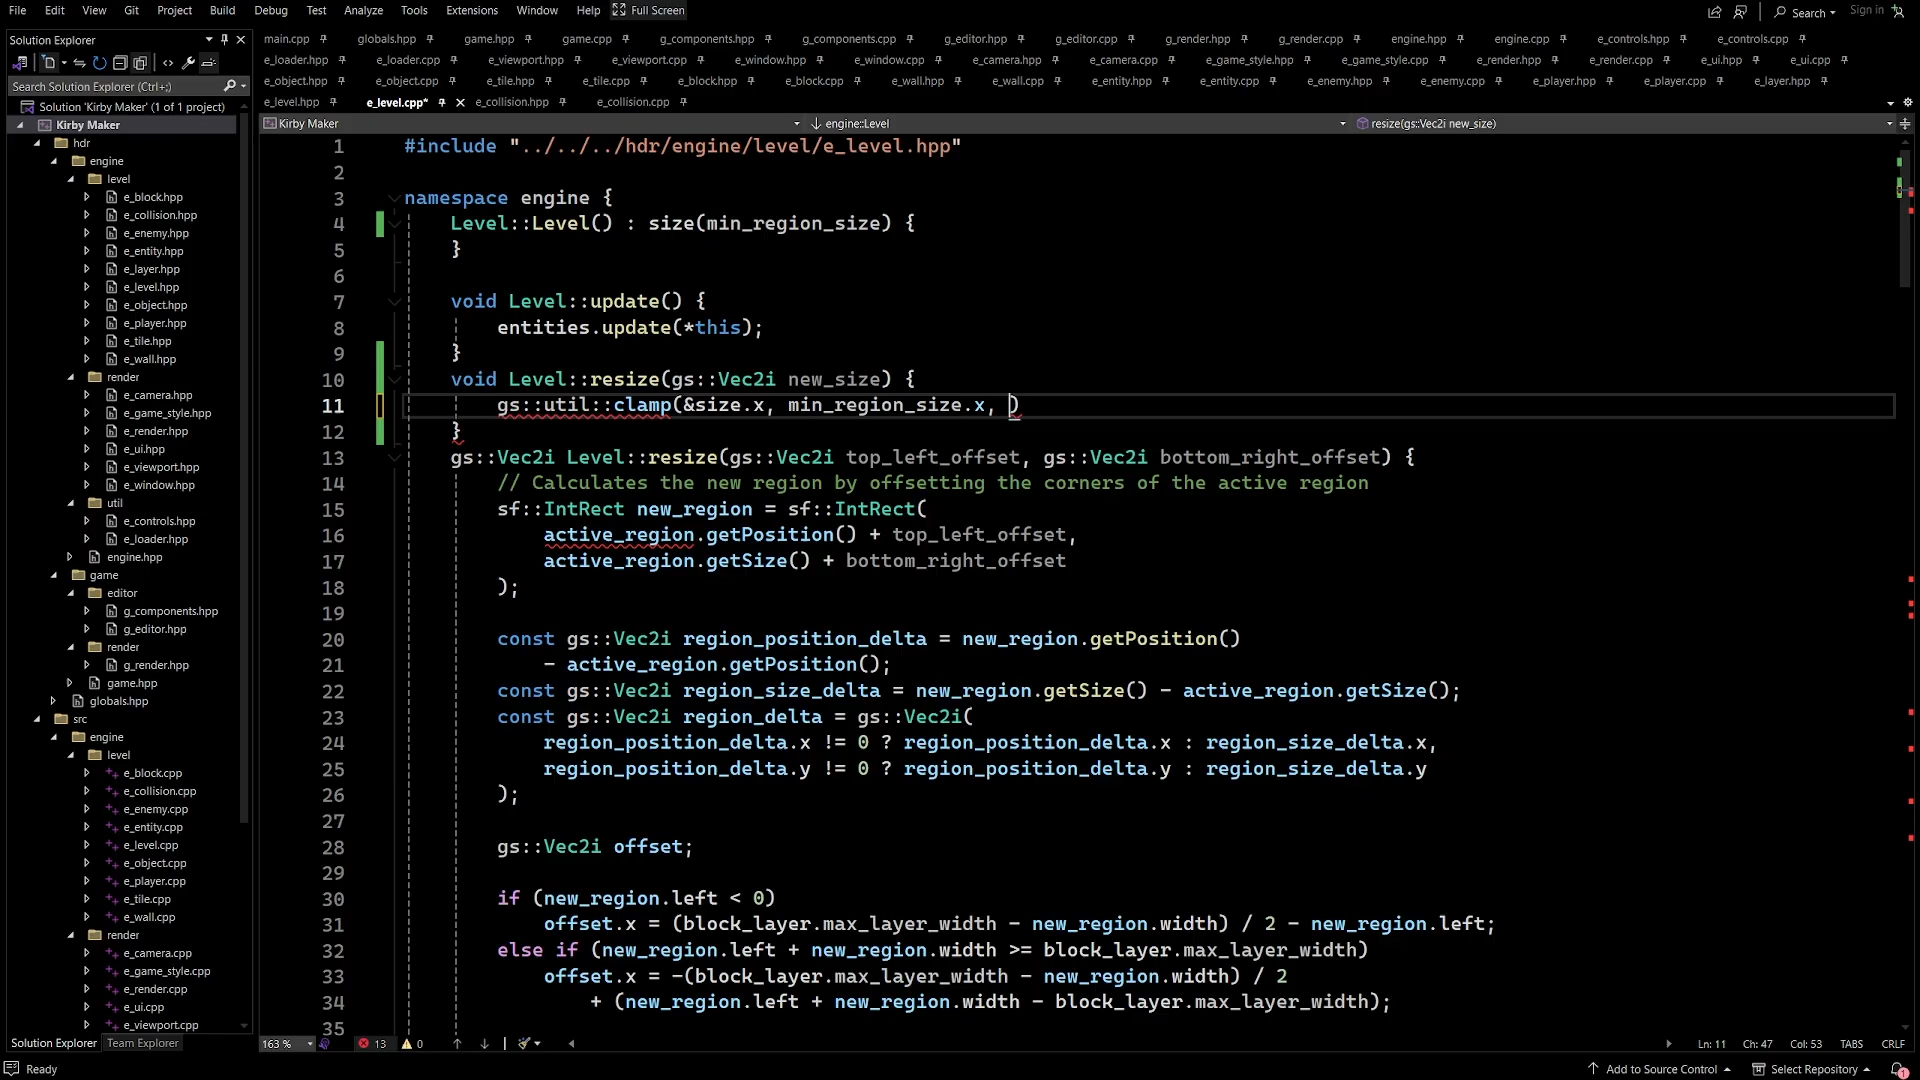 File Edit View Git Project Build Debug Test Analyze Tools Extensions Window Help Full Screen Search Sign in
Solution Explorer
Search Solution Explorer (Ctrl+;)
Solution 'Kirby Maker' (1 of 1 project)
Kirby Maker
hdr
engine
level
e_block.hpp
e_collision.hpp
e_enemy.hpp
e_entity.hpp
e_layer.hpp
e_level.hpp
e_object.hpp
e_player.hpp
e_tile.hpp
e_wall.hpp
render
e_camera.hpp
e_game_style.hpp
e_render.hpp
e_ui.hpp
e_viewport.hpp
e_window.hpp
util
e_controls.hpp
e_loader.hpp
engine.hpp
game
editor
g_components.hpp
g_editor.hpp
render
g_render.hpp
game.hpp
globals.hpp
src
engine
level
e_block.cpp
e_collision.cpp
e_enemy.cpp
e_entity.cpp
e_level.cpp
e_object.cpp
e_player.cpp
e_tile.cpp
e_wall.cpp
render
e_camera.cpp
e_game_style.cpp
e_render.cpp
e_ui.cpp
e_viewport.cpp
Solution Explorer Team Explorer
main.cpp globals.hpp game.hpp game.cpp g_components.hpp g_components.cpp g_editor.hpp g_editor.cpp g_render.hpp g_render.cpp engine.hpp engine.cpp e_controls.hpp e_controls.cpp
e_loader.hpp e_loader.cpp e_viewport.hpp e_viewport.cpp e_window.hpp e_window.cpp e_camera.hpp e_camera.cpp e_game_style.hpp e_game_style.cpp e_render.hpp e_render.cpp e_ui.hpp e_ui.cpp
e_object.hpp e_object.cpp e_tile.hpp e_tile.cpp e_block.hpp e_block.cpp e_wall.hpp e_wall.cpp e_entity.hpp e_entity.cpp e_enemy.hpp e_enemy.cpp e_player.hpp e_player.cpp e_layer.hpp
e_level.hpp e_level.cpp* e_collision.hpp e_collision.cpp
Kirby Maker engine::Level resize(gs::Vec2i new_size)
1 #include "../../../hdr/engine/level/e_level.hpp"
2
3 namespace engine {
4 Level::Level() : size(min_region_size) {
5 }
6
7 void Level::update() {
8 entities.update(*this);
9 }
10 void Level::resize(gs::Vec2i new_size) {
11 gs::util::clamp(&size.x, min_region_size.x, )
12 }
13 gs::Vec2i Level::resize(gs::Vec2i top_left_offset, gs::Vec2i bottom_right_offset) {
14 // Calculates the new region by offsetting the corners of the active region
15 sf::IntRect new_region = sf::IntRect(
16 active_region.getPosition() + top_left_offset,
17 active_region.getSize() + bottom_right_offset
18 );
19
20 const gs::Vec2i region_position_delta = new_region.getPosition()
21 - active_region.getPosition();
22 const gs::Vec2i region_size_delta = new_region.getSize() - active_region.getSize();
23 const gs::Vec2i region_delta = gs::Vec2i(
24 region_position_delta.x != 0 ? region_position_delta.x : region_size_delta.x,
25 region_position_delta.y != 0 ? region_position_delta.y : region_size_delta.y
26 );
27
28 gs::Vec2i offset;
29
30 if (new_region.left < 0)
31 offset.x = (block_layer.max_layer_width - new_region.width) / 2 - new_region.left;
32 else if (new_region.left + new_region.width >= block_layer.max_layer_width)
33 offset.x = -(block_layer.max_layer_width - new_region.width) / 2
34 + (new_region.left + new_region.width - block_layer.max_layer_width);
35
163 % 13 0 Ln: 11 Ch: 47 Col: 53 TABS CRLF
Ready Add to Source Control Select Repository 1